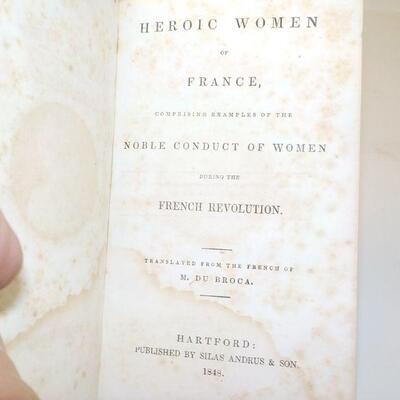 HEROIC WOMEN
OF
FRANCE,
COMPRISING EXAMPLES OF THE
NOBLE CONDUCT OF WOMEN
DURING THE
FRENCH REVOLUTION.
TRANSLATED FROM THE FRENCH OF
M. DU BROCA.
HARTFORD:
PUBLISHED BY SILAS ANDRUS & SON.
1848.